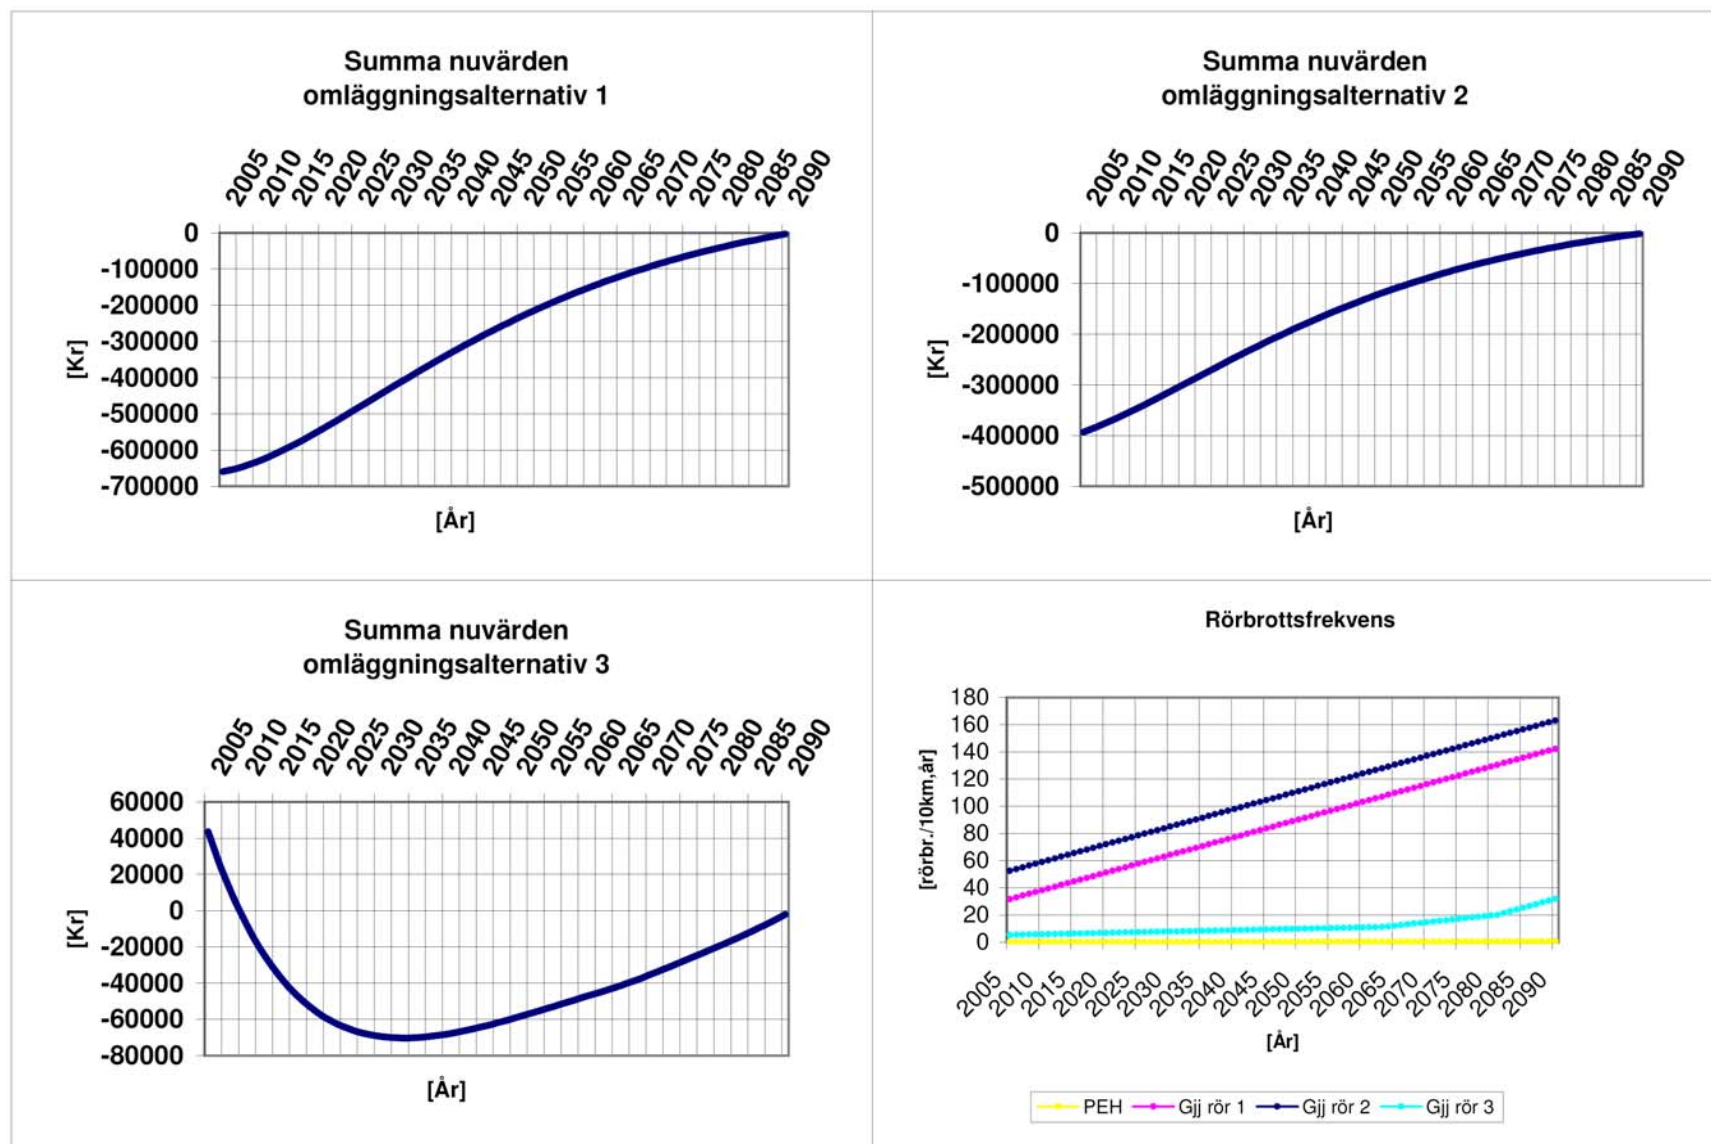 Summa nuvärden
omläggningsalternativ 1
2005 2010 2015 2020 2025 2030 2035 2040 2045 2050 2055 2060 2065 2070 2075 2080 2085 2090
0
-100000
-200000
-300000
-400000
-500000
-600000
-700000
[Kr]
[År]
Summa nuvärden
omläggningsalternativ 2
2005 2010 2015 2020 2025 2030 2035 2040 2045 2050 2055 2060 2065 2070 2075 2080 2085 2090
0
-100000
-200000
-300000
-400000
-500000
[Kr]
[År]
Summa nuvärden
omläggningsalternativ 3
2005 2010 2015 2020 2025 2030 2035 2040 2045 2050 2055 2060 2065 2070 2075 2080 2085 2090
60000
40000
20000
0
-20000
-40000
-60000
-80000
[Kr]
[År]
Rörbrottsfrekvens
180
160
140
120
100
80
60
40
20
0
[rörbr./10km,år]
2005 2010 2015 2020 2025 2030 2035 2040 2045 2050 2055 2060 2065 2070 2075 2080 2085 2090
[År]
PEH Gjj rör 1 Gjj rör 2 Gjj rör 3